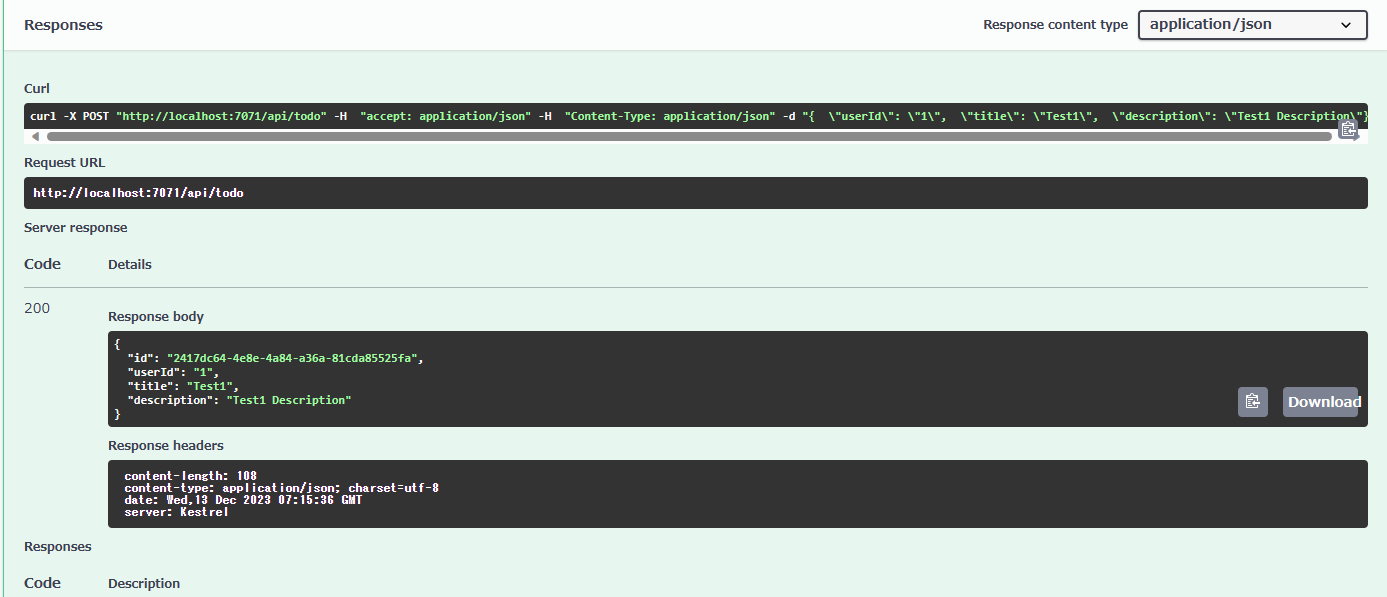 Responses
Response content type application/json
Curl
curl -X POST "http://localhost:7071/api/todo" -H  "accept: application/json" -H  "Content-Type: application/json" -d "{  \"userId\": \"1\",  \"title\": \"Test1\",  \"description\": \"Test1 Description\"}
Request URL
http://localhost:7071/api/todo
Server response
Code Details
200
Response body
{
  "id": "2417dc64-4e8e-4a84-a36a-81cda85525fa",
  "userId": "1",
  "title": "Test1",
  "description": "Test1 Description"
}
Download
Response headers
content-length: 108
content-type: application/json; charset=utf-8
date: Wed,13 Dec 2023 07:15:36 GMT
server: Kestrel
Responses
Code Description